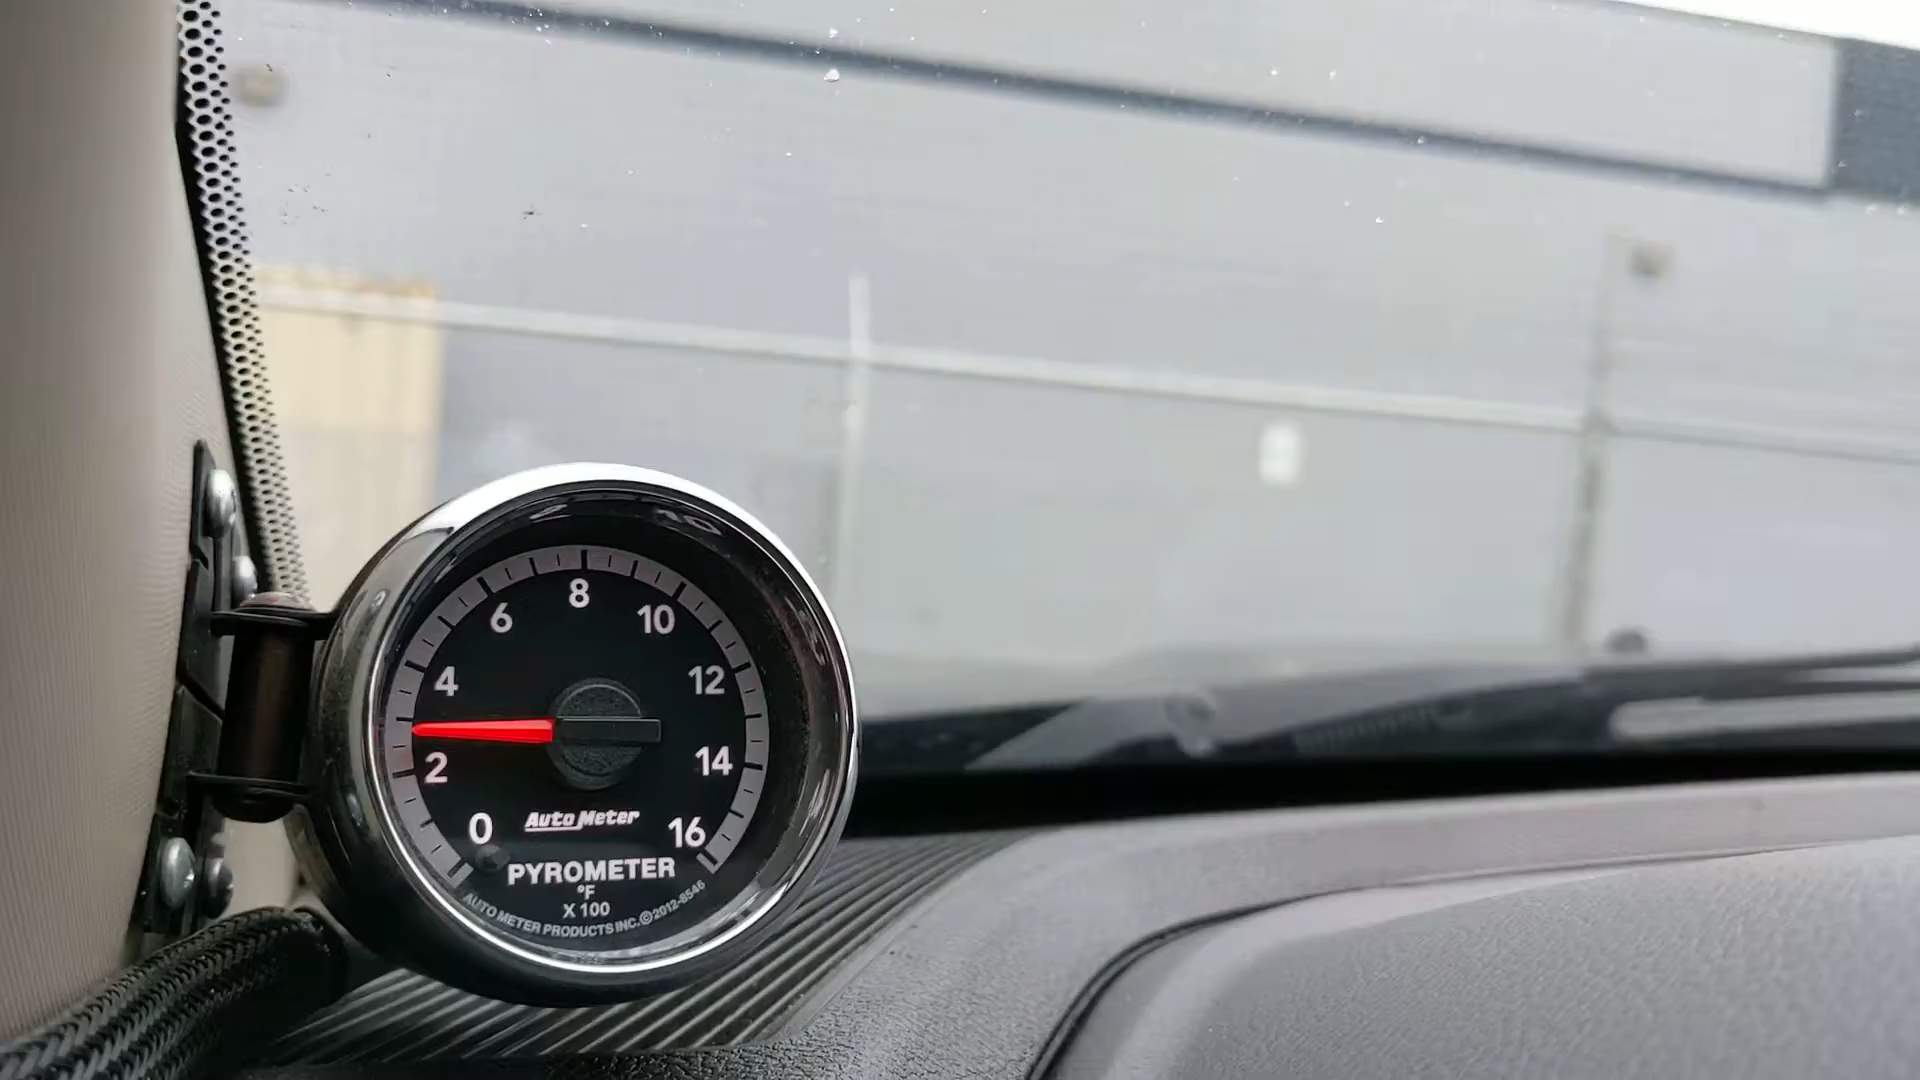 8
6
10
4
12
2
14
0
Auto Meter
16
PYROMETER
°F
X 100
AUTO METER PRODUCTS INC. ©2012-8546